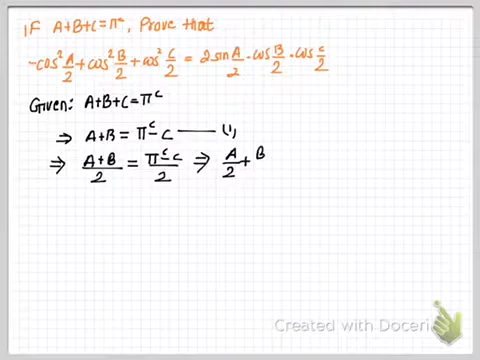 If A+B+C=π^c, Prove that
-cos²A/2 + cos²B/2 + cos²C/2 = 2sinA/2 · cosB/2 · cosC/2
Given: A+B+C=π^c
⇒ A+B = π^c - C —— (1)
⇒ (A+B)/2 = (π^c - C)/2 ⇒ A/2 + B
Created with Doceri